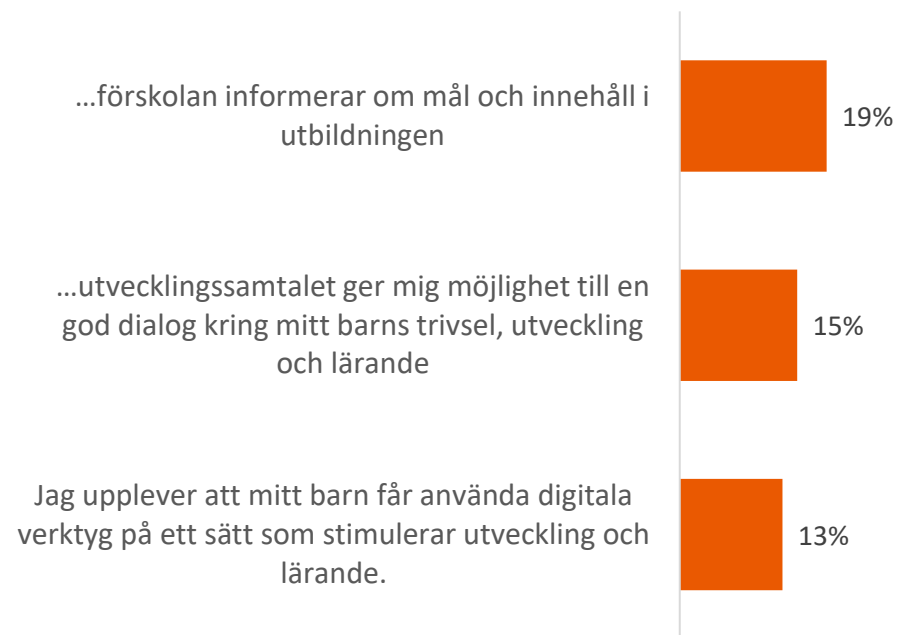 ...förskolan informerar om mål och innehåll i
utbildningen
19%
...utvecklingssamtalet ger mig möjlighet till en
god dialog kring mitt barns trivsel, utveckling
och lärande
15%
Jag upplever att mitt barn får använda digitala
verktyg på ett sätt som stimulerar utveckling och
lärande.
13%